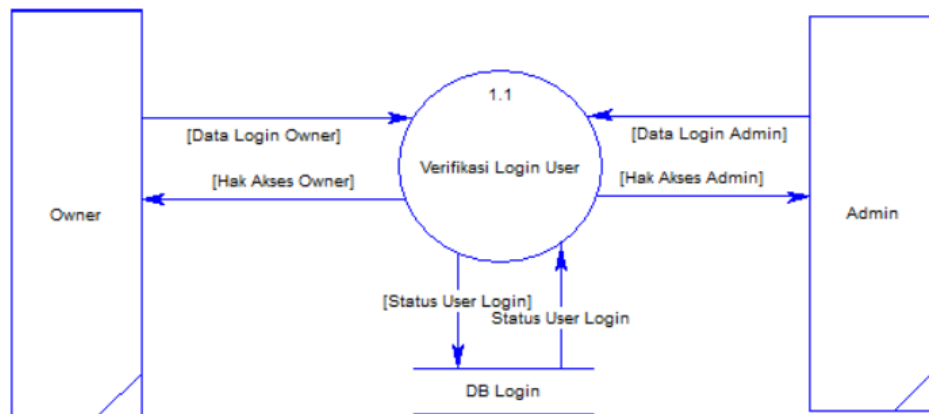 1.1
[Data Login Owner]
[Data Login Admin]
Verifikasi Login User
[Hak Akses Owner]
[Hak Akses Admin]
Owner
Admin
[Status User Login]
Status User Login
DB Login